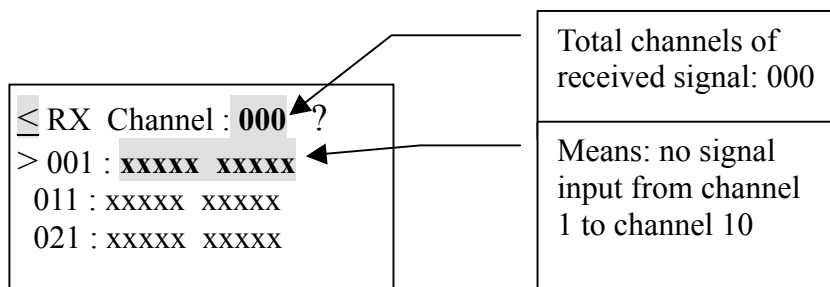 < RX Channel : 000 ?
> 001 : xxxxx xxxxx
011 : xxxxx xxxxx
021 : xxxxx xxxxx
Total channels of
received signal: 000
Means: no signal
input from channel
1 to channel 10